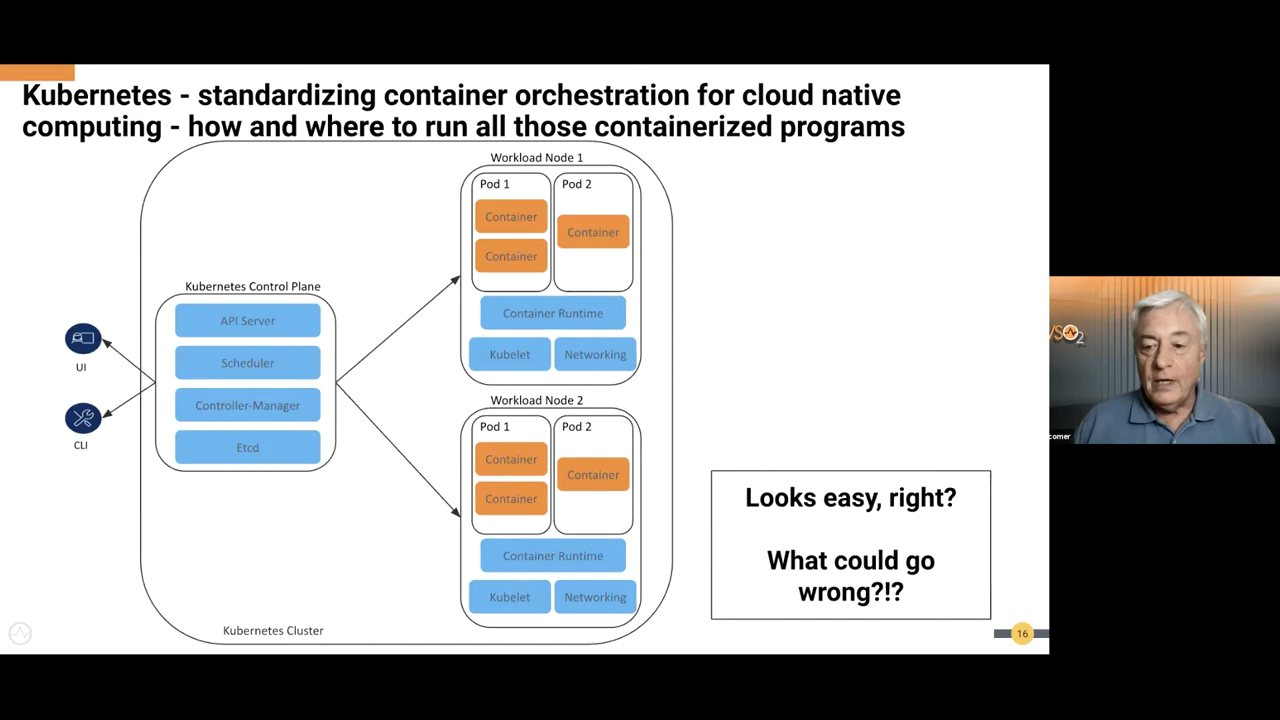 Kubernetes - standardizing container orchestration for cloud native
computing - how and where to run all those containerized programs
Workload Node 1
Pod 1
Pod 2
Container
Container
Container
Container Runtime
Kubelet
Networking
Kubernetes Control Plane
API Server
Scheduler
Controller-Manager
Etcd
UI
CLI
Workload Node 2
Pod 1
Pod 2
Container
Container
Container
Container Runtime
Kubelet
Networking
Kubernetes Cluster
Looks easy, right?
What could go
wrong?!?
16
comer